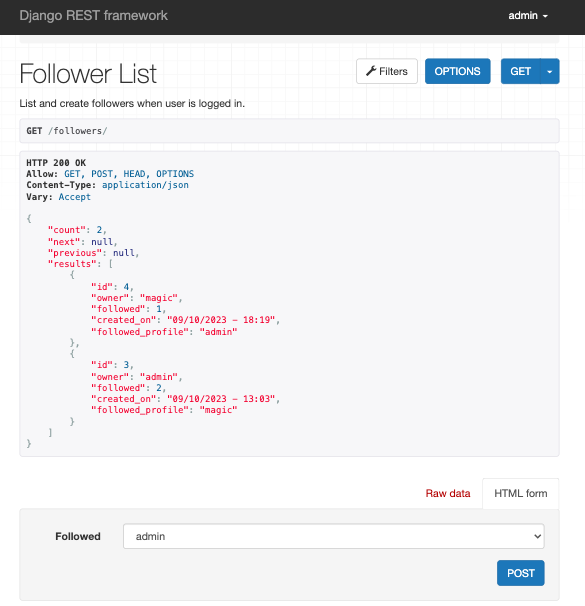 Django REST framework
admin
Follower List
Filters
OPTIONS
GET
List and create followers when user is logged in.
GET /followers/
HTTP 200 OK
Allow: GET, POST, HEAD, OPTIONS
Content-Type: application/json
Vary: Accept
{
    "count": 2,
    "next": null,
    "previous": null,
    "results": [
        {
            "id": 4,
            "owner": "magic",
            "followed": 1,
            "created_on": "09/10/2023 - 18:19",
            "followed_profile": "admin"
        },
        {
            "id": 3,
            "owner": "admin",
            "followed": 2,
            "created_on": "09/10/2023 - 13:03",
            "followed_profile": "magic"
        }
    ]
}
Raw data
HTML form
Followed
admin
POST